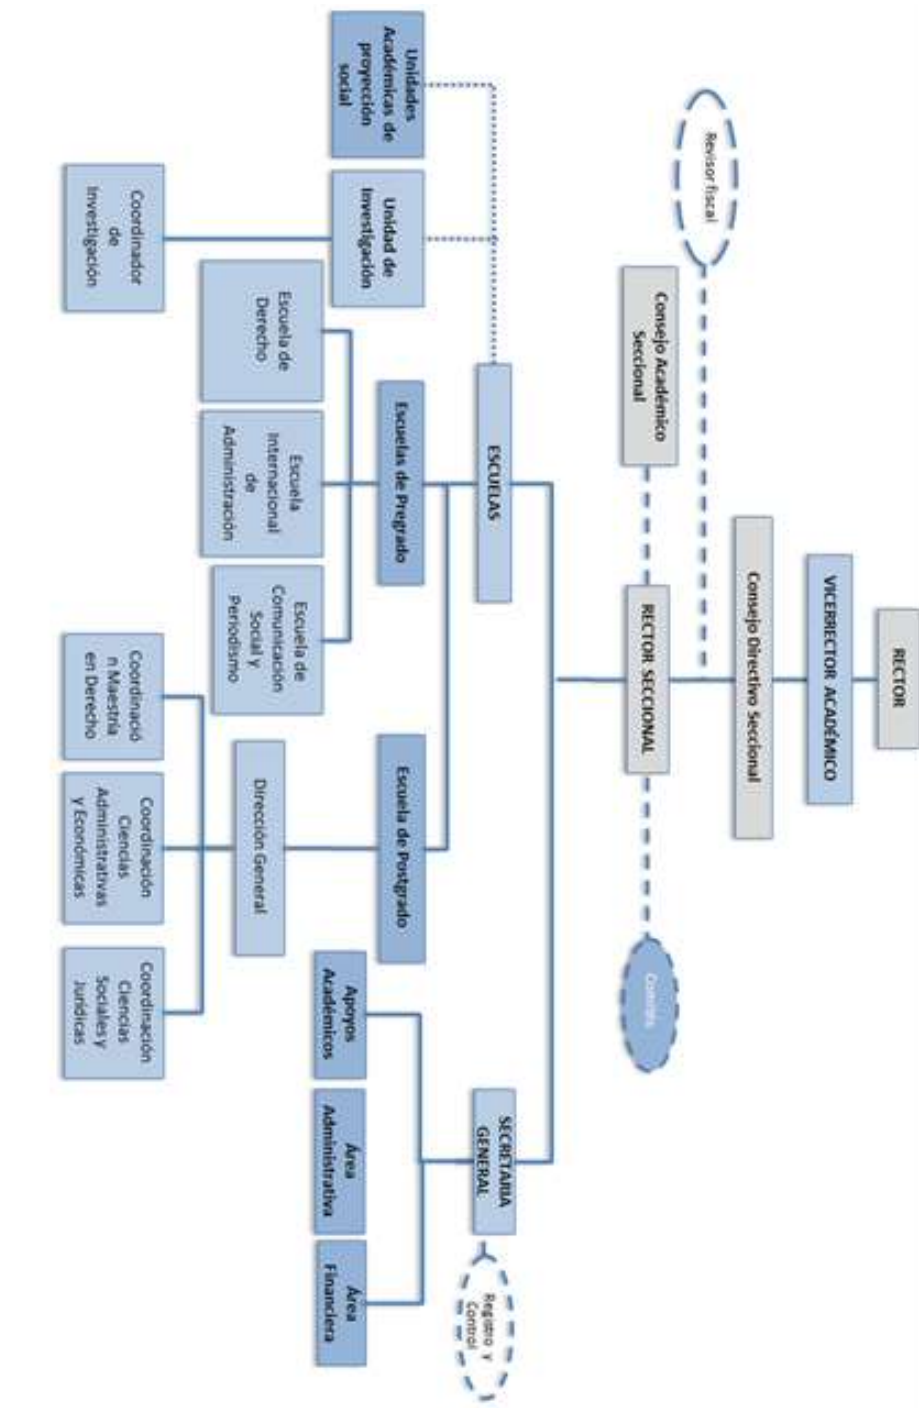 RECTOR
VICERRECTOR ACADÉMICO
Consejo Directivo Seccional
Revisor fiscal
Consejo Académico
Seccional
RECTOR SECCIONAL
Comités
ESCUELAS
SECRETARIA
GENERAL
Registro y
Control
Unidades
Académicas de
proyección
social
Unidad de
Investigación
Escuelas de Pregrado
Escuela de Postgrado
Apoyos
Académicos
Área
Administrativa
Área
Financiera
Escuela de
Derecho
Escuela
Internacional
de
Administración
Escuela de
Comunicación
Social y
Periodismo
Dirección General
Coordinador
de
Investigación
Coordinació
n Maestría
en Derecho
Coordinación
Ciencias
Administrativas
y Económicas
Coordinación
Ciencias
Sociales y
Jurídicas